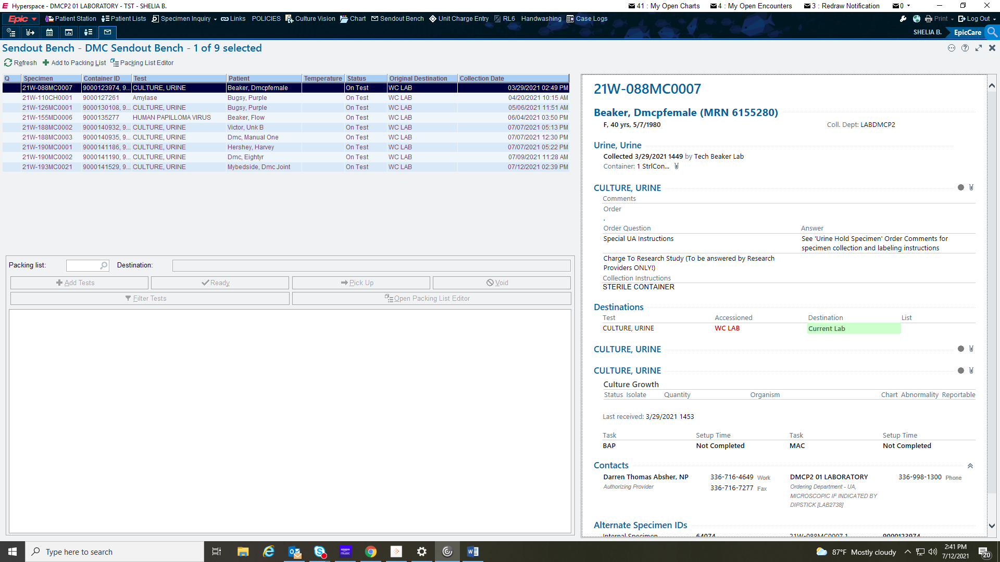 Hyperspace - DMCP2 01 LABORATORY - TST - SHELIA B.
41 : My Open Charts 4 : My Open Encounters 3 : Redraw Notification 0
Epic Patient Station Patient Lists Specimen Inquiry Links POLICIES Culture Vision Chart Sendout Bench Unit Charge Entry RL6 Handwashing Case Logs Print Log Out
SHELIA B. EpicCare
Sendout Bench - DMC Sendout Bench - 1 of 9 selected
Refresh Add to Packing List Packing List Editor
Q Specimen Container ID Test Patient Temperature Status Original Destination Collection Date
21W-088MC0007 9000123974, 9... CULTURE, URINE Beaker, Dmcpfemale On Test WC LAB 03/29/2021 02:49 PM
21W-110CH0001 9000127261 Amylase Bugsy, Purple On Test WC LAB 04/20/2021 10:15 AM
21W-126MC0001 9000130108, 9... CULTURE, URINE Bugsy, Purple On Test WC LAB 05/06/2021 11:51 AM
21W-155MD0006 9000135277 HUMAN PAPILLOMA VIRUS Beaker, Flow On Test WC LAB 06/04/2021 03:50 PM
21W-188MC0002 9000140932, 9... CULTURE, URINE Victor, Unk B On Test WC LAB 07/07/2021 05:13 PM
21W-188MC0003 9000140935, 9... CULTURE, URINE Dmc, Manual One On Test WC LAB 07/07/2021 12:30 PM
21W-190MC0001 9000141186, 9... CULTURE, URINE Hershey, Harvey On Test WC LAB 07/07/2021 05:22 PM
21W-190MC0002 9000141190, 9... CULTURE, URINE Dmc, Eightyr On Test WC LAB 07/09/2021 11:28 AM
21W-193MC0021 9000141529, 9... CULTURE, URINE Mybedside, Dmc Joint On Test WC LAB 07/12/2021 02:39 PM
Packing list: Destination:
Add Tests Ready Pick Up Void
Filter Tests Open Packing List Editor
21W-088MC0007
Beaker, Dmcpfemale (MRN 6155280)
F, 40 yrs, 5/7/1980 Coll. Dept: LABDMCP2
Urine, Urine
Collected 3/29/2021 1449 by Tech Beaker Lab
Container: 1 StrlCon...
CULTURE, URINE
Comments
Order
.
Order Question Answer
Special UA Instructions See 'Urine Hold Specimen' Order Comments for
specimen collection and labeling instructions
Charge To Research Study (To be answered by Research
Providers ONLY!)
Collection Instructions
STERILE CONTAINER
Destinations
Test Accessioned Destination List
CULTURE, URINE WC LAB Current Lab
CULTURE, URINE
CULTURE, URINE
Culture Growth
Status Isolate Quantity Organism Chart Abnormality Reportable
Last received: 3/29/2021 1453
Task Setup Time Task Setup Time
BAP Not Completed MAC Not Completed
Contacts
Darren Thomas Absher, NP 336-716-4649 Work DMCP2 01 LABORATORY 336-998-1300 Phone
Authorizing Provider 336-716-7277 Fax Ordering Department - UA,
MICROSCOPIC IF INDICATED BY
DIPSTICK [LAB2738]
Alternate Specimen IDs
Internal Specimen 64074 21W-088MC0007-1 9000123974
Type here to search
amazon music
87°F Mostly cloudy
2:41 PM
7/12/2021
20